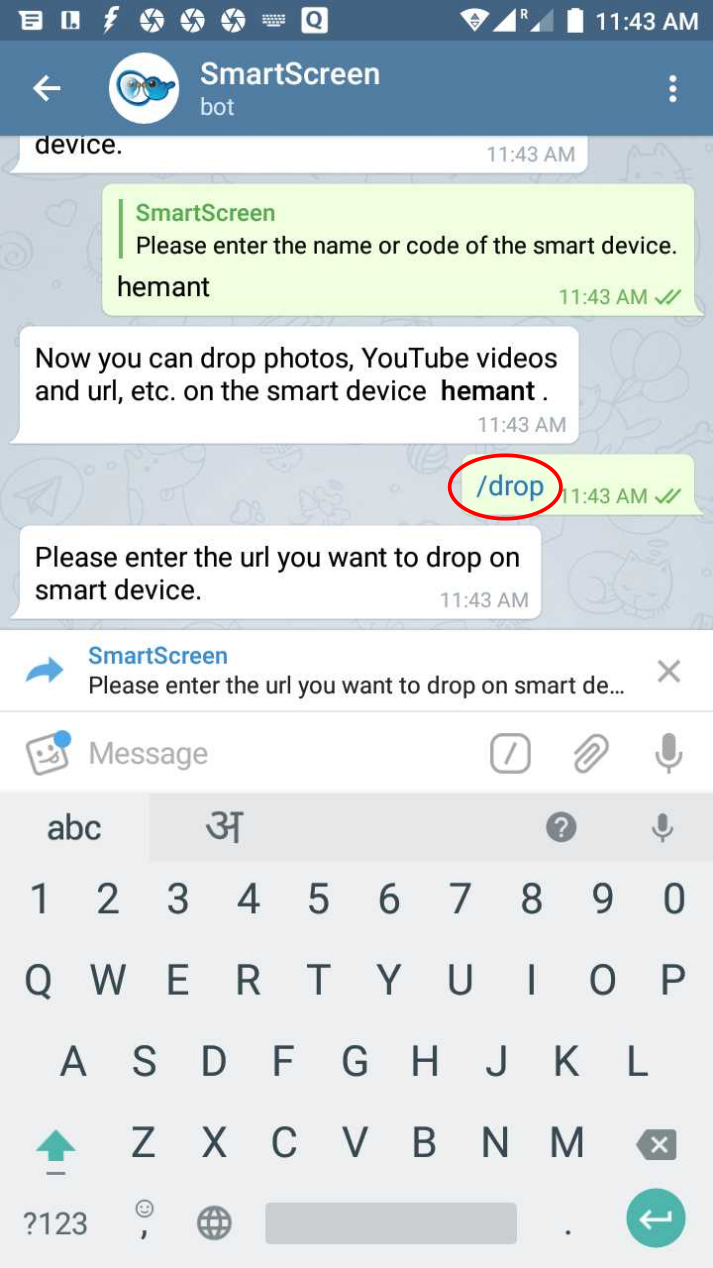 11:43 AM
SmartScreen
bot
device.
11:43 AM
SmartScreen
Please enter the name or code of the smart device.
hemant
11:43 AM
Now you can drop photos, YouTube videos
and url, etc. on the smart device hemant .
11:43 AM
/drop
11:43 AM
Please enter the url you want to drop on
smart device.
11:43 AM
SmartScreen
Please enter the url you want to drop on smart de...
Message
abc अ
1 2 3 4 5 6 7 8 9 0
Q W E R T Y U I O P
A S D F G H J K L
Z X C V B N M
?123 , .